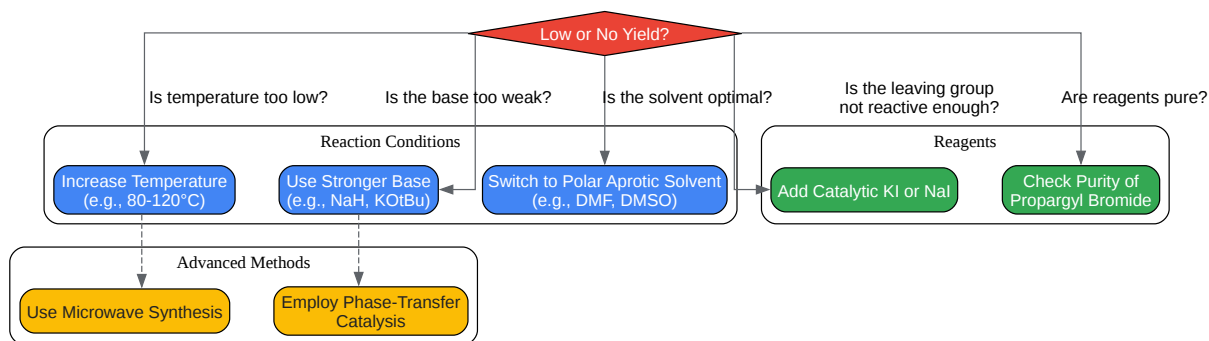 Low or No Yield?
Is temperature too low?
Is the base too weak?
Is the solvent optimal?
Is the leaving group
not reactive enough?
Are reagents pure?
Reaction Conditions
Increase Temperature
(e.g., 80-120°C)
Use Stronger Base
(e.g., NaH, KOtBu)
Switch to Polar Aprotic Solvent
(e.g., DMF, DMSO)
Reagents
Add Catalytic KI or NaI
Check Purity of
Propargyl Bromide
Advanced Methods
Use Microwave Synthesis
Employ Phase-Transfer
Catalysis